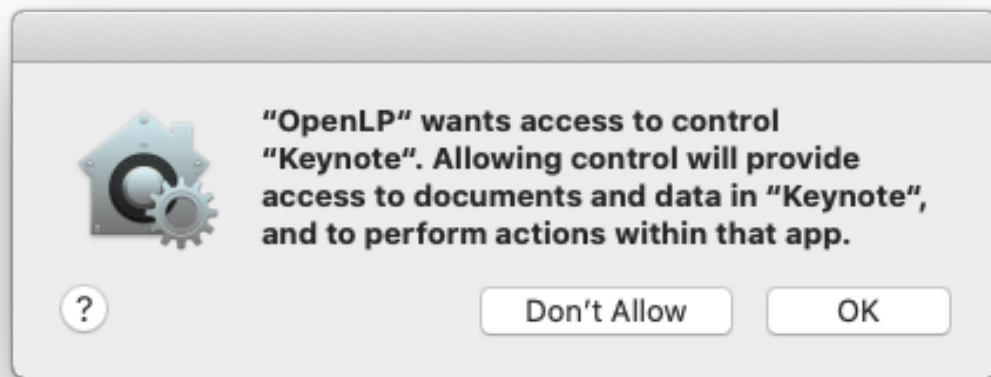 “OpenLP“ wants access to control
“Keynote“. Allowing control will provide
access to documents and data in “Keynote“,
and to perform actions within that app.
?
Don’t Allow
OK